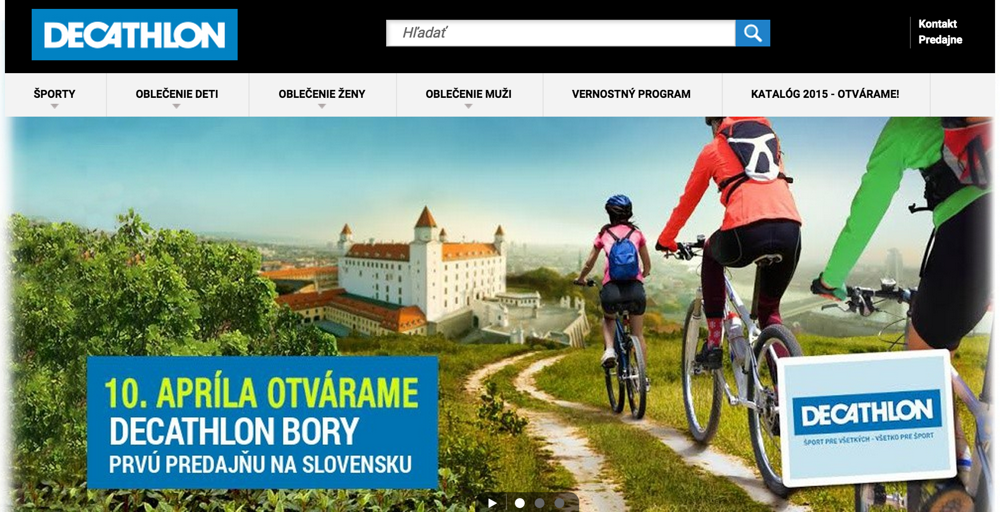 DECATHLON
Hľadať
Kontakt
Predajne
ŠPORTY
OBLEČENIE DETI
OBLEČENIE ŽENY
OBLEČENIE MUŽI
VERNOSTNÝ PROGRAM
KATALÓG 2015 - OTVÁRAME!
10. APRÍLA OTVÁRAME
DECATHLON BORY
PRVÚ PREDAJŇU NA SLOVENSKU
DECATHLON
ŠPORT PRE VŠETKÝCH - VŠETKO PRE ŠPORT